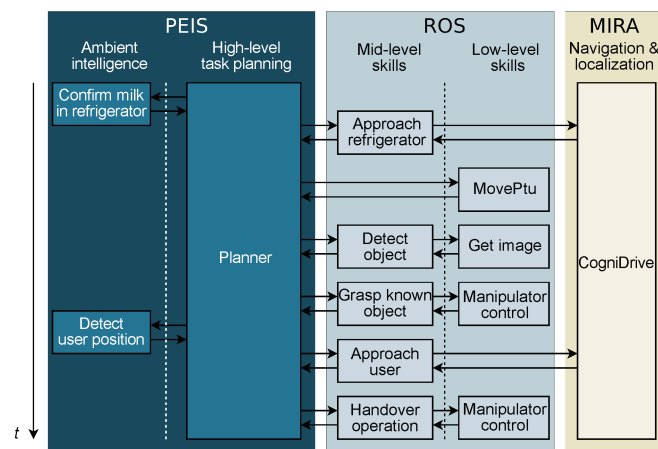 PEIS
ROS
MIRA
Ambient
intelligence
High-level
task planning
Mid-level
skills
Low-level
skills
Navigation &
localization
Confirm milk
in refrigerator
Approach
refrigerator
MovePtu
Detect
object
Get image
Planner
CogniDrive
Grasp known
object
Manipulator
control
Detect
user position
Approach
user
Handover
operation
Manipulator
control
t